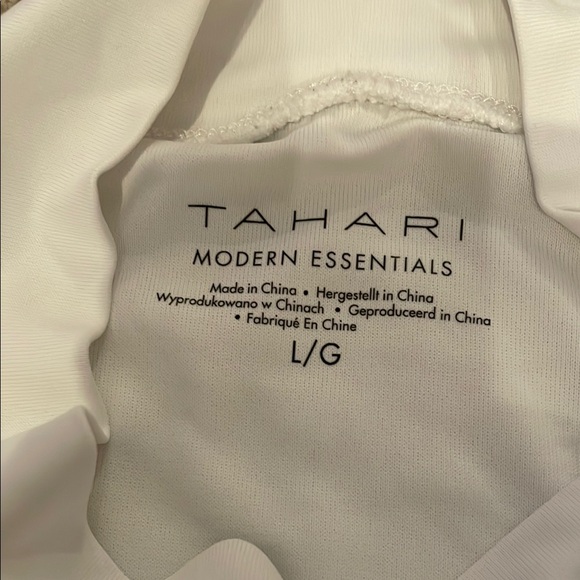 TAHARI
MODERN ESSENTIALS
Made in China • Hergestellt in China
Wyprodukowano w Chinach • Geproduceerd in China
• Fabriqué En Chine
L/G